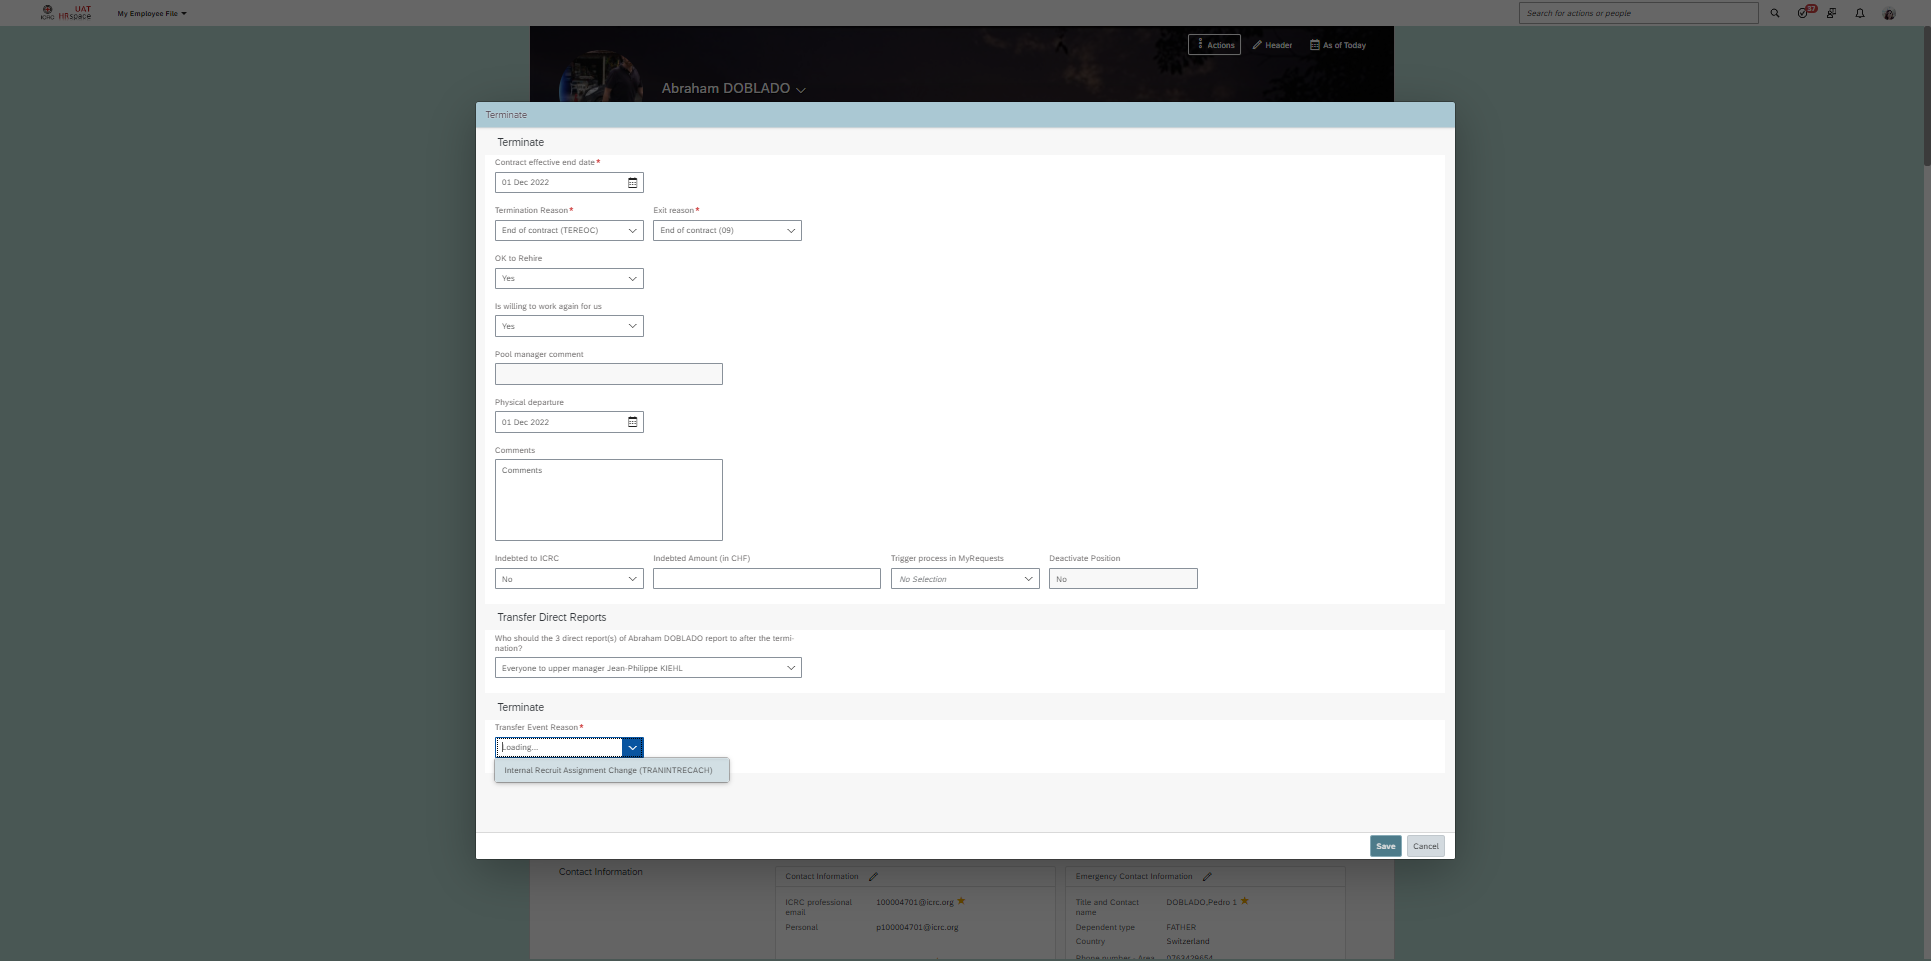 ICRC
UAT
HRspace
My Employee File
Search for actions or people
37
Actions
Header
As of Today
Abraham DOBLADO
Terminate
Terminate
Contract effective end date*
01 Dec 2022
Termination Reason*
Exit reason*
End of contract (TEREOC)
End of contract (09)
OK to Rehire
Yes
Is willing to work again for us
Yes
Pool manager comment
Physical departure
01 Dec 2022
Comments
Comments
Indebted to ICRC
Indebted Amount (in CHF)
Trigger process in MyRequests
Deactivate Position
No
No Selection
No
Transfer Direct Reports
Who should the 3 direct report(s) of Abraham DOBLADO report to after the termi-
nation?
Everyone to upper manager Jean-Philippe KIEHL
Terminate
Transfer Event Reason*
Loading...
Internal Recruit Assignment Change (TRANINTRECACH)
Save
Cancel
Contact Information
Contact Information
Emergency Contact Information
ICRC professional
email
100004701@icrc.org
Title and Contact
name
DOBLADO,Pedro 1
Personal
p100004701@icrc.org
Dependent type
FATHER
Country
Switzerland
Phone number - Area
0763429654